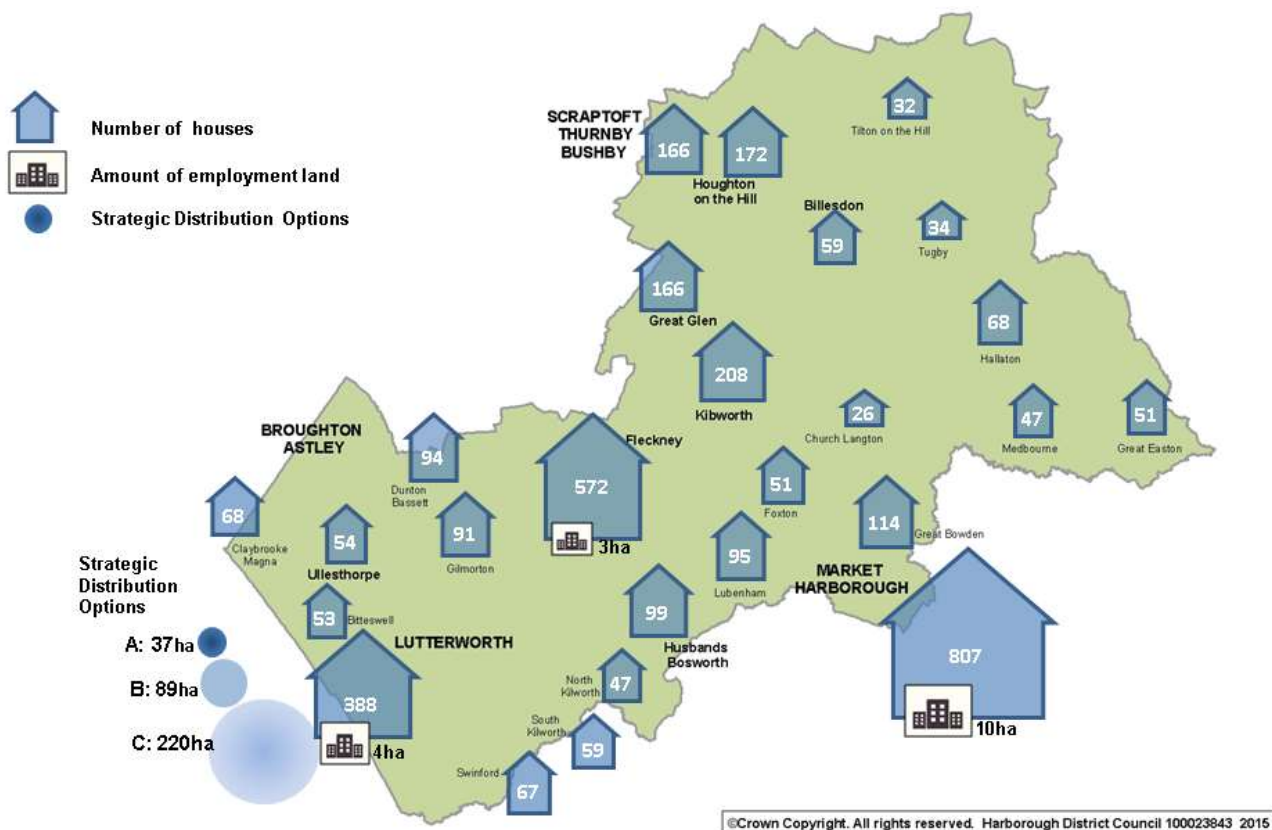 Number of houses
Amount of employment land
Strategic Distribution Options
SCRAPTOFT
THURNBY
BUSHBY
166
172
Houghton
on the Hill
32
Tilton on the Hill
Billesdon
59
34
Tugby
166
Great Glen
68
Hallaton
208
Kibworth
26
Church Langton
47
Medbourne
51
Great Easton
BROUGHTON
ASTLEY
94
Dunton
Bassett
Fleckney
572
3ha
51
Foxton
114
Great Bowden
68
Claybrooke
Magna
54
Ullesthorpe
91
Gilmorton
95
Lubenham
MARKET
HARBOROUGH
807
10ha
53
Bitteswell
LUTTERWORTH
388
4ha
99
Husbands
Bosworth
North
Kilworth
47
South
Kilworth
59
Swinford
67
Strategic
Distribution
Options
A: 37ha
B: 89ha
C: 220ha
©Crown Copyright. All rights reserved. Harborough District Council 100023843 2015